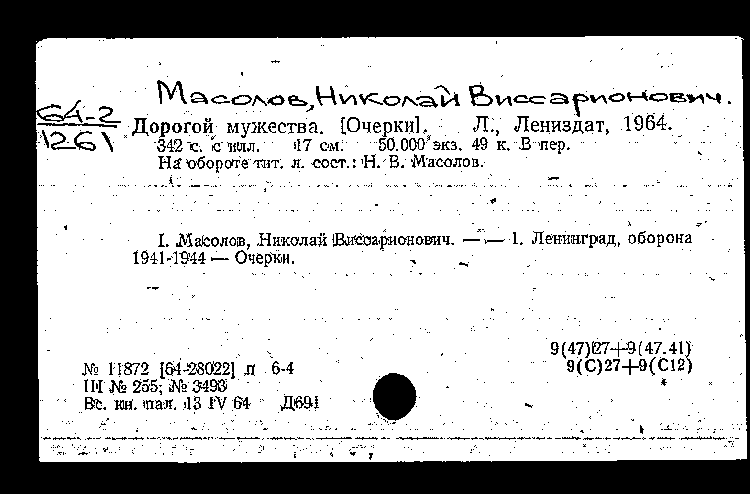 Масолов, Николай Виссарионович.
64-2
1261
Дорогой мужества. [Очерки]. Л., Лениздат, 1964.
342 с. с илл. 17 см. 50.000 экз. 49 к. В пер.
На обороте тит. л. сост.: Н. В. Масолов.
I. Масолов, Николай Виссарионович. — — 1. Ленинград, оборона
1941-1944 — Очерки.
9(47)27+9(47.41)
№ 11872 [64-28022] п 6-4
9(С)27+9(С12)
III № 255; № 3493
Вс. кн. пал. 13 IV 64 Д691